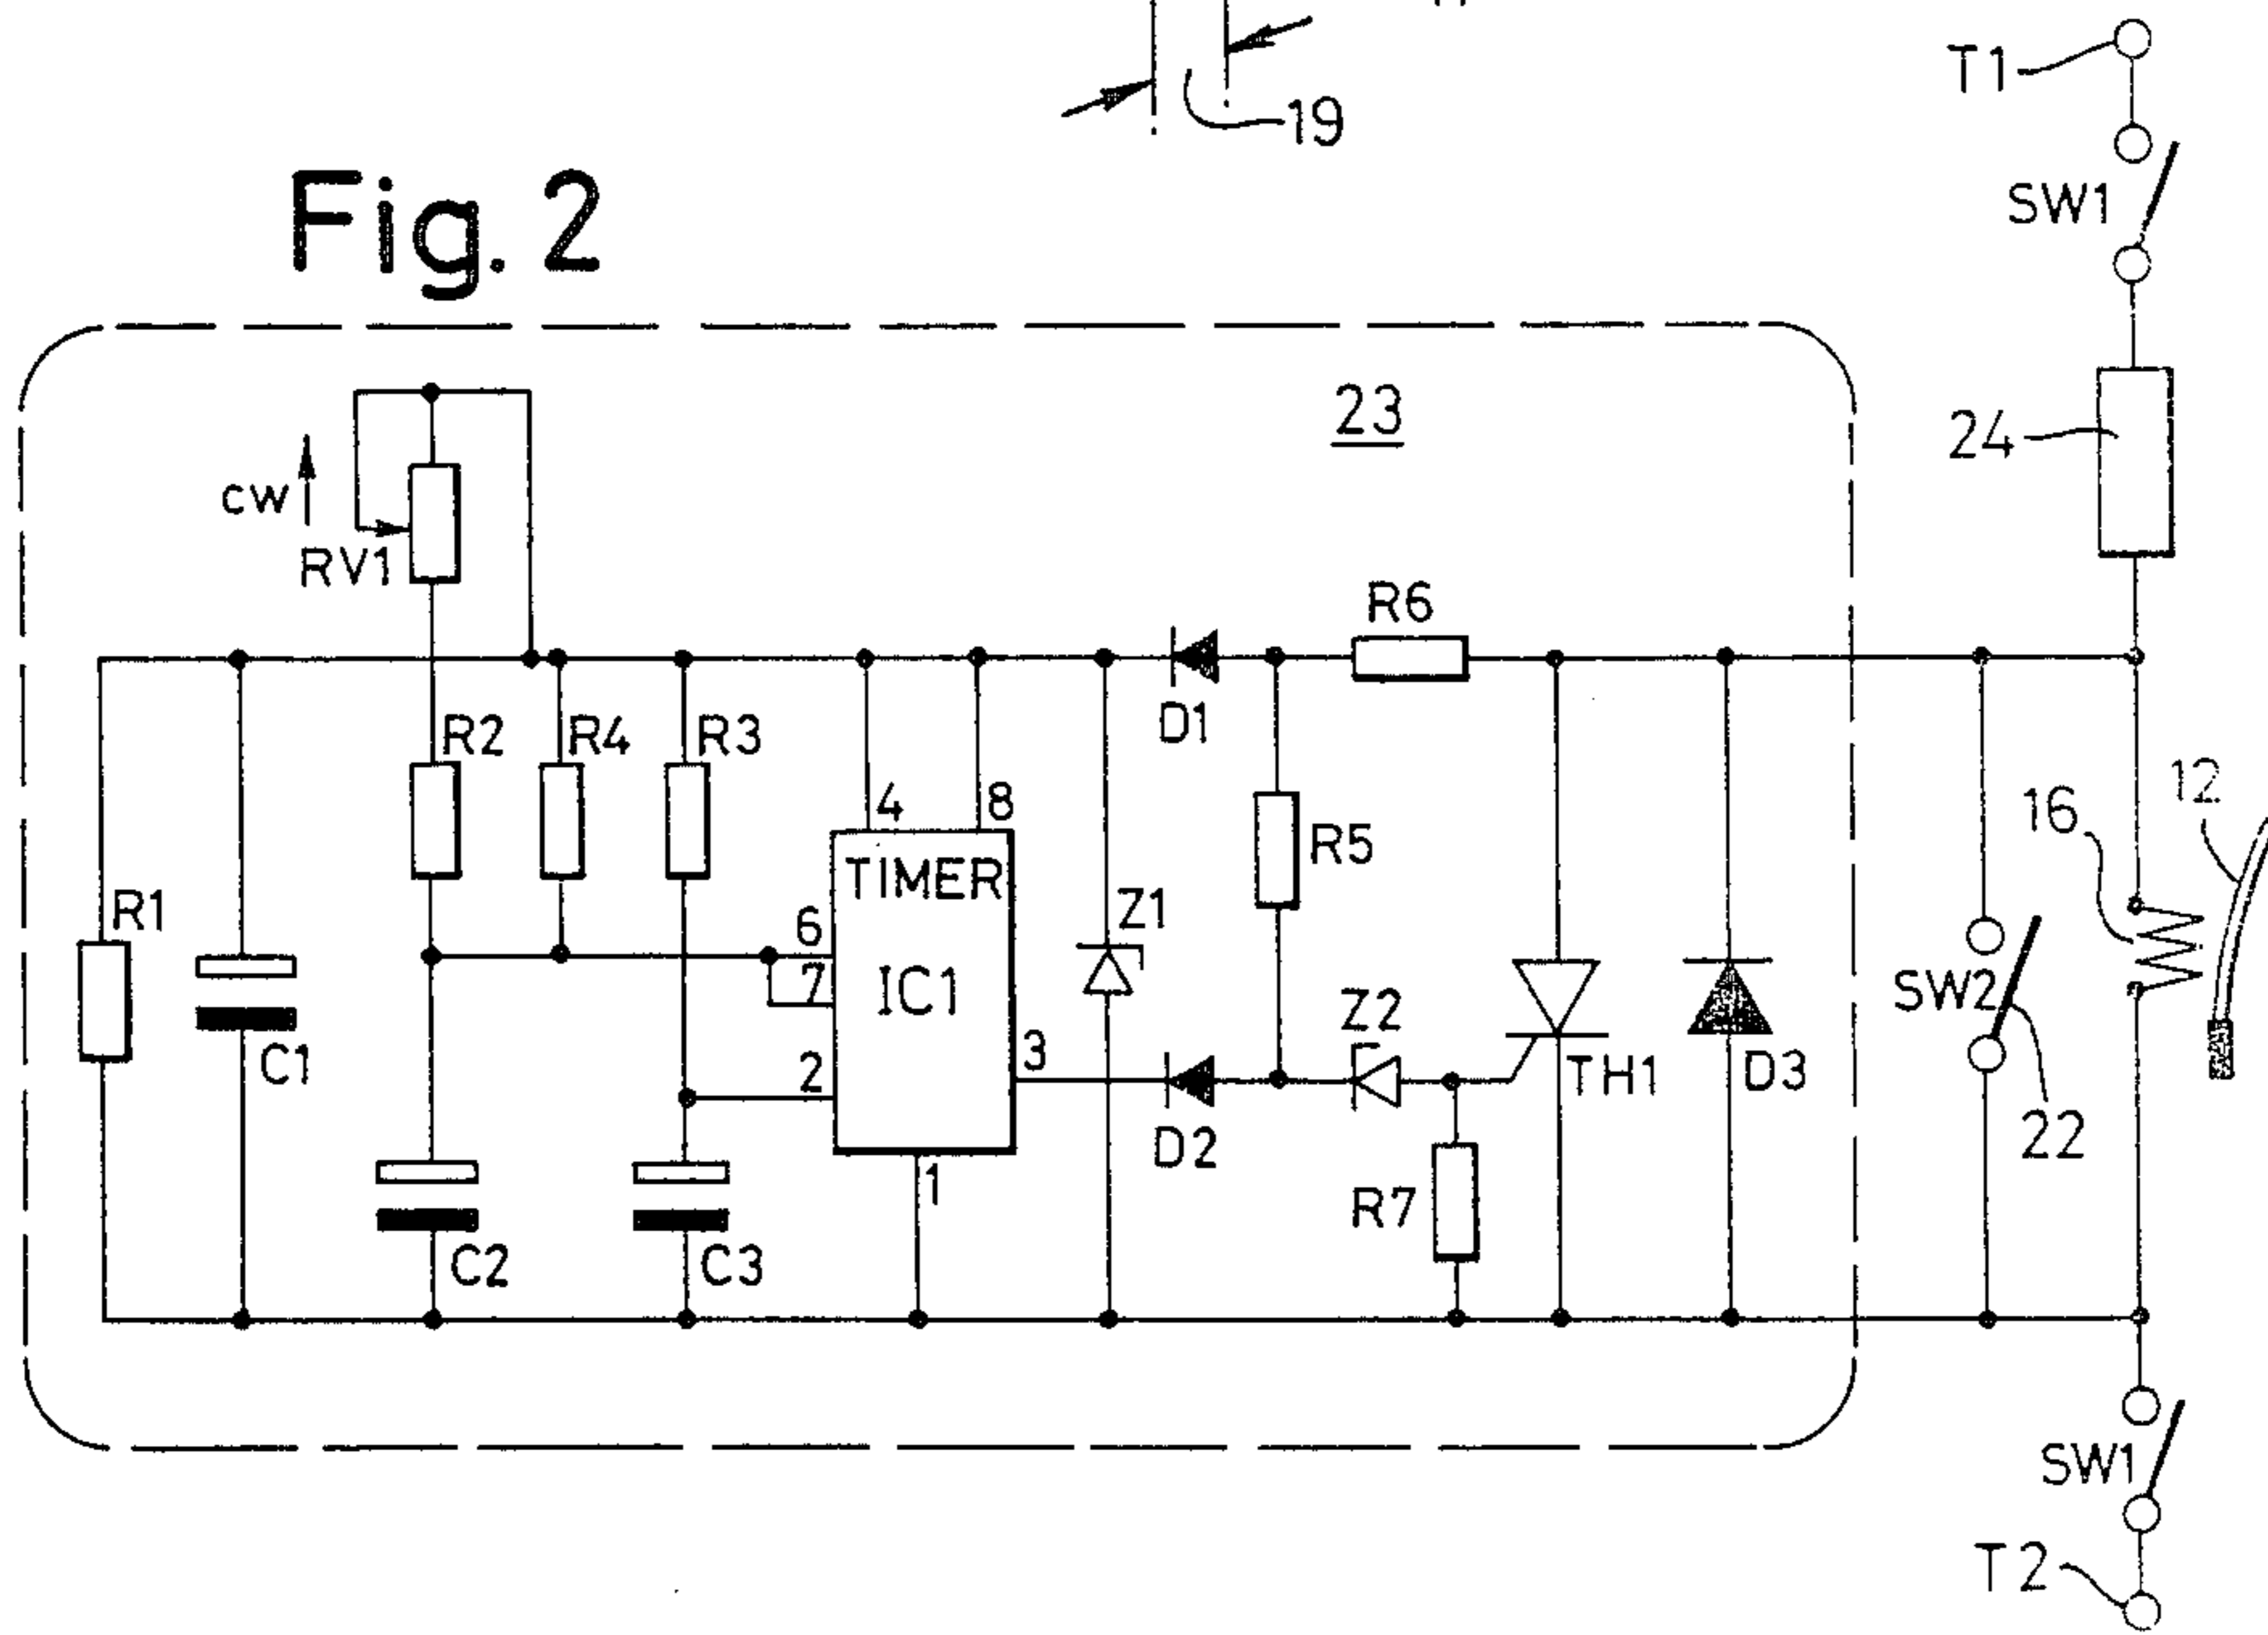 T1
19
SW1
Fig. 2
23
24
cw
RV1
R6
D1
R2
R4
R3
4
8
12
16
R5
TIMER
Z1
R1
6
7
IC1
SW2
Z2
C1
2
3
TH1
D3
D2
22
1
R7
C2
C3
SW1
T2